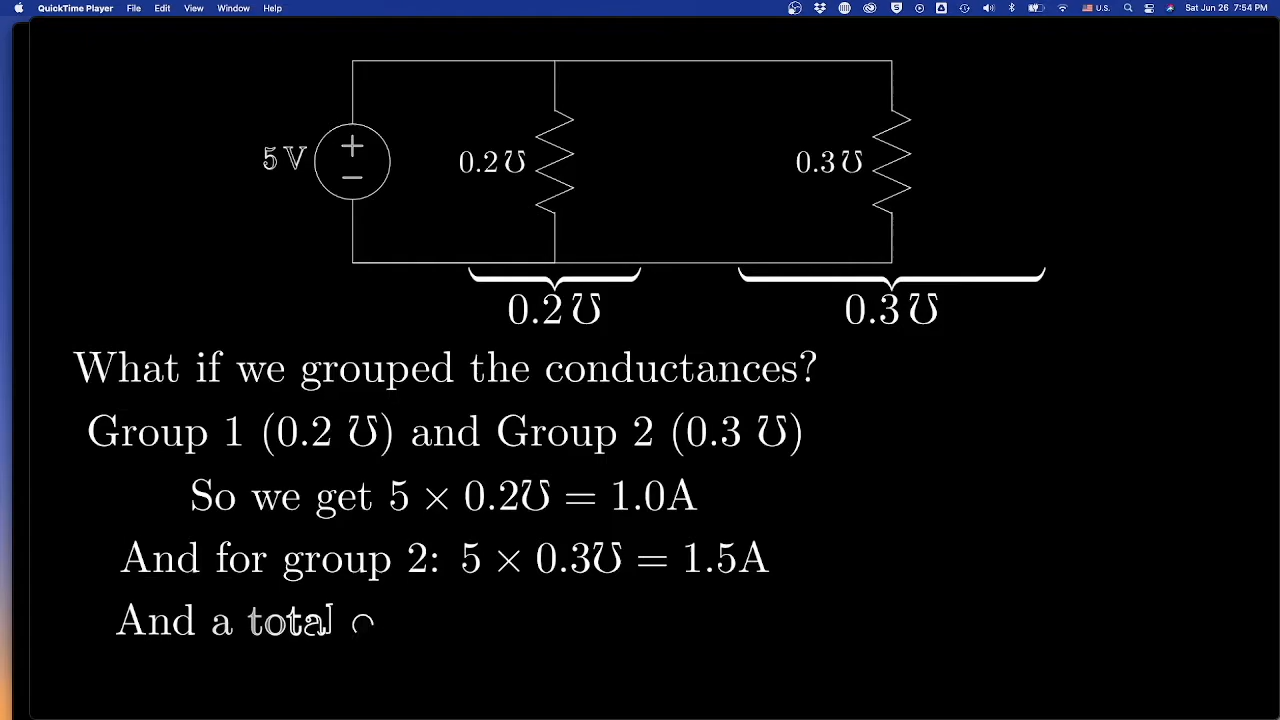 QuickTime Player File Edit View Window Help U.S. Sat Jun 26 7:54 PM
5 V 0.2 ℧ 0.3 ℧
0.2 ℧ 0.3 ℧
What if we grouped the conductances?
Group 1 (0.2 ℧) and Group 2 (0.3 ℧)
So we get 5 × 0.2℧ = 1.0A
And for group 2: 5 × 0.3℧ = 1.5A
And a total